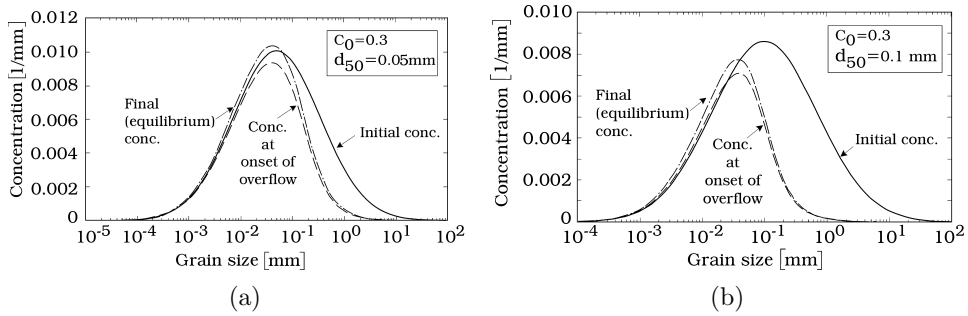 0.012
0.010
0.008
0.006
0.004
0.002
0
Concentration [1/mm]
C0=0.3
d50=0.05mm
Final
(equilibrium)
conc.
Conc.
at
onset of
overflow
Initial conc.
10-5 10-4 10-3 10-2 10-1 100 101 102
Grain size [mm]
(a)
0.010
0.008
0.006
0.004
0.002
0
Concentration [1/mm]
C0=0.3
d50=0.1 mm
Final
(equilibrium)
conc.
Conc.
at
onset of
overflow
Initial conc.
10-4 10-3 10-2 10-1 100 101 102
Grain size [mm]
(b)